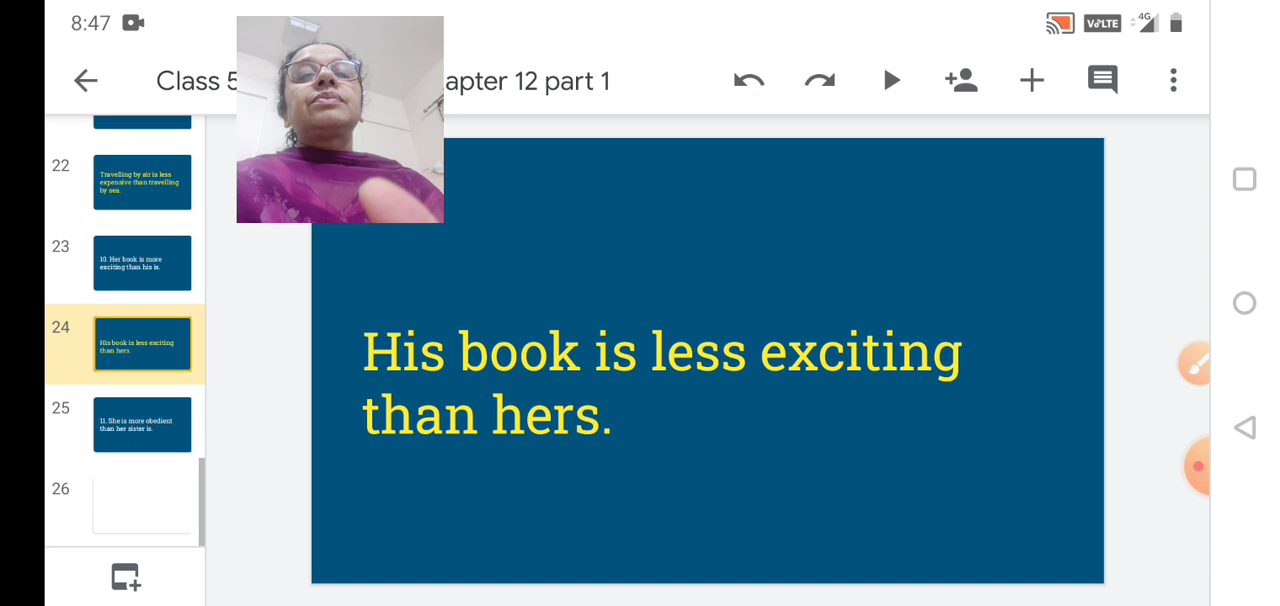 8:47
VoLTE
4G
Class 5
apter 12 part 1
22
Travelling by air is less
expensive than travelling
by sea.
23
10. Her book is more
exciting than his is.
24
His book is less exciting
than hers.
25
11. She is more obedient
than her sister is.
26
His book is less exciting
than hers.